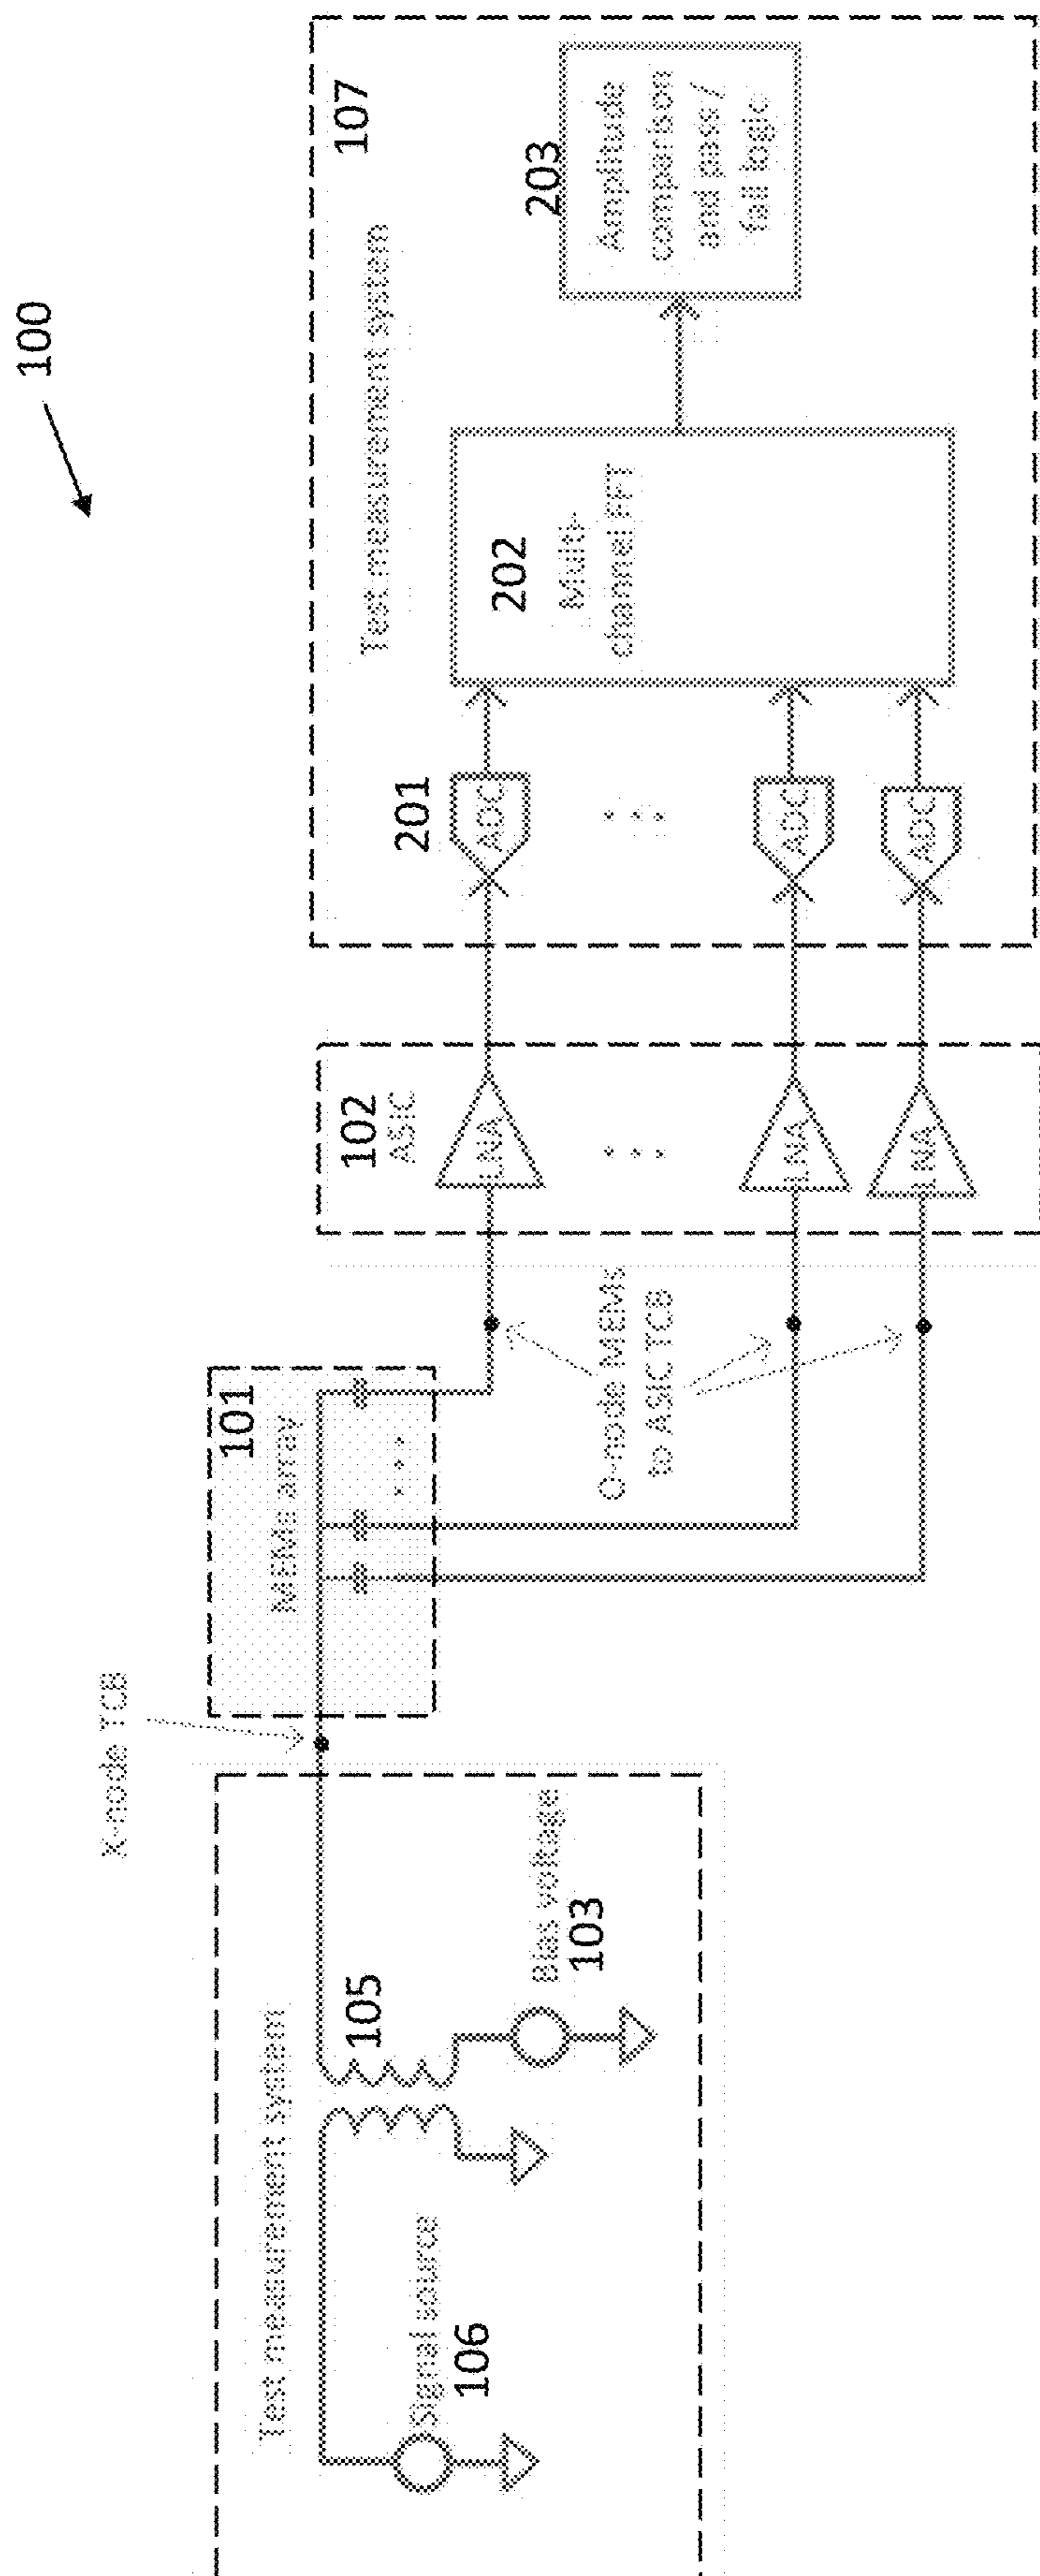 100
Test measurement system
Signal source
106
105
Bias voltage
103
X-node TCB
101
MEMs array
O-node MEMs
to ASIC TCB
102
ASIC
LNA
LNA
LNA
107
Test measurement system
201
ADC
ADC
ADC
202
Multi-
channel FFT
203
Amplitude
comparison
and pass /
fail logic